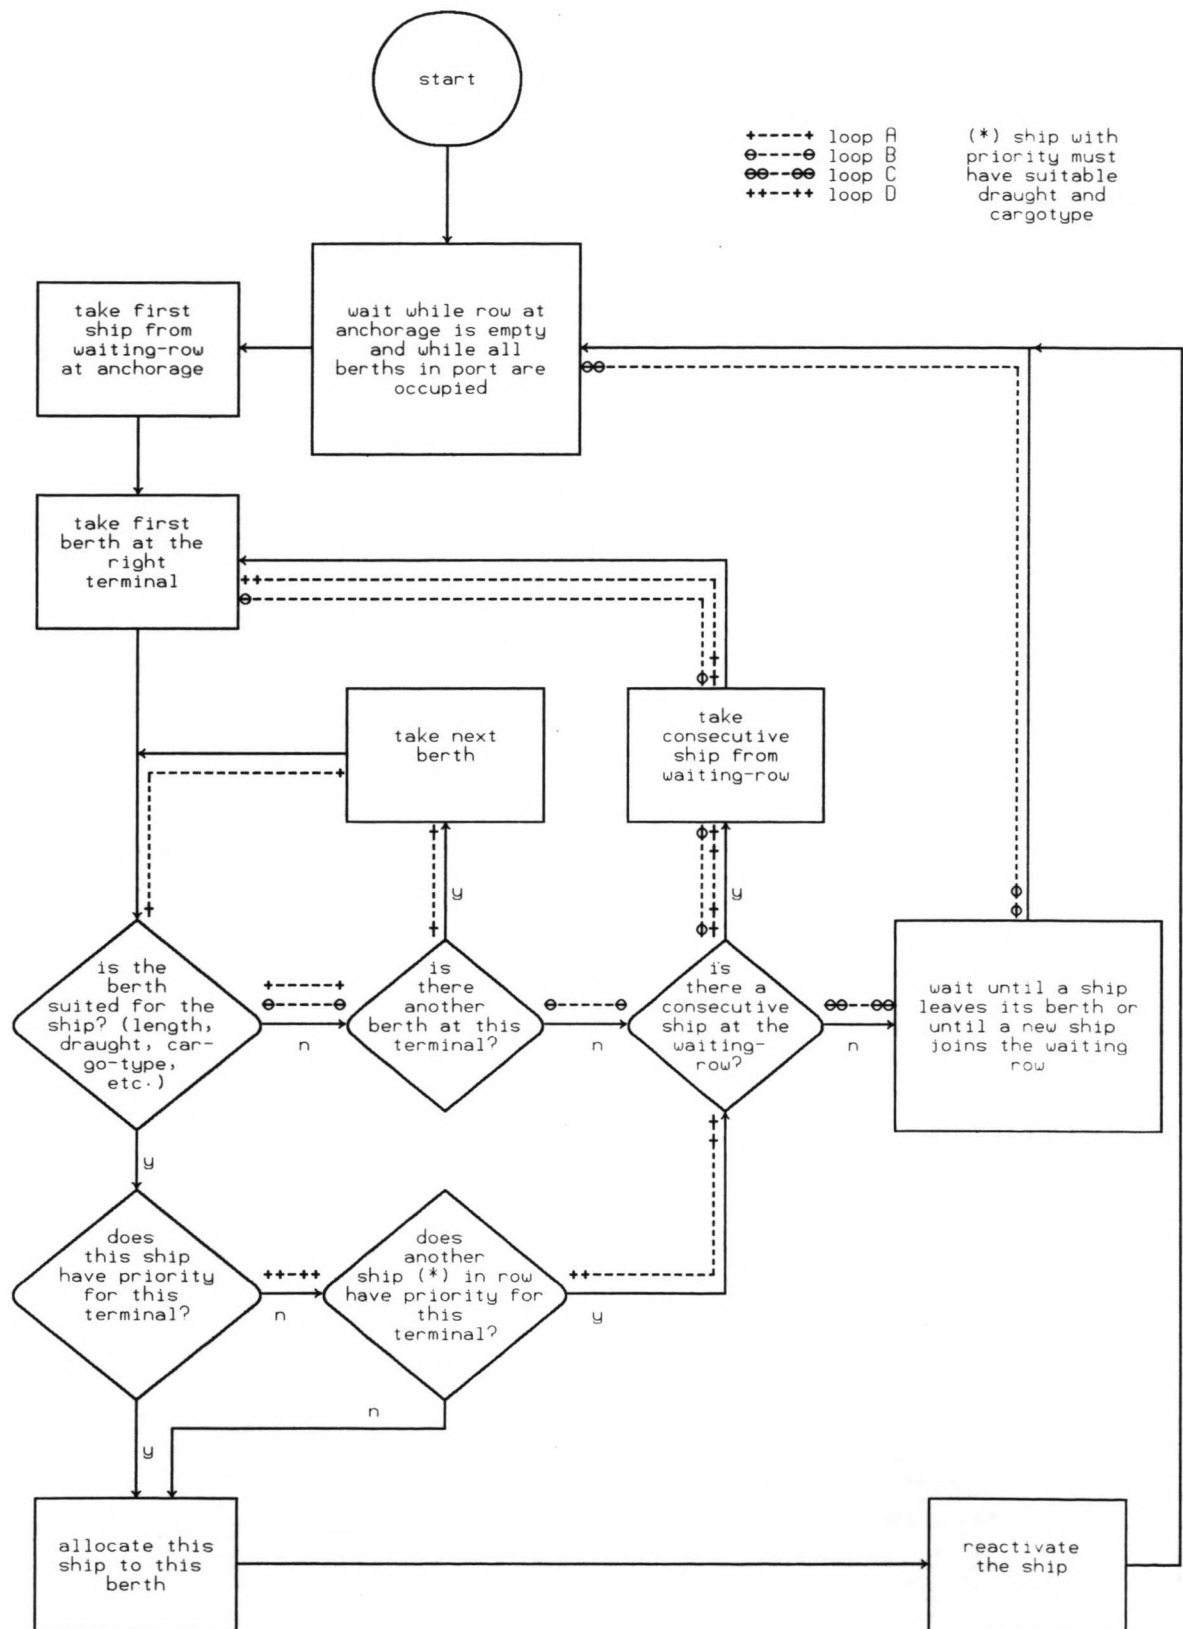 start
+----+ loop A
ɵ----ɵ loop B
ɵɵ--ɵɵ loop C
++--++ loop D
(*) ship with
priority must
have suitable
draught and
cargotype
take first
ship from
waiting-row
at anchorage
wait while row at
anchorage is empty
and while all
berths in port are
occupied
take first
berth at the
right
terminal
take next
berth
take
consecutive
ship from
waiting-row
y
y
is the
berth
suited for the
ship? (length,
draught, car-
go-type,
etc.)
n
is
there
another
berth at this
terminal?
n
is
there a
consecutive
ship at the
waiting-
row?
n
wait until a ship
leaves its berth or
until a new ship
joins the waiting
row
y
does
this ship
have priority
for this
terminal?
n
does
another
ship (*) in row
have priority for
this
terminal?
y
n
y
allocate this
ship to this
berth
reactivate
the ship